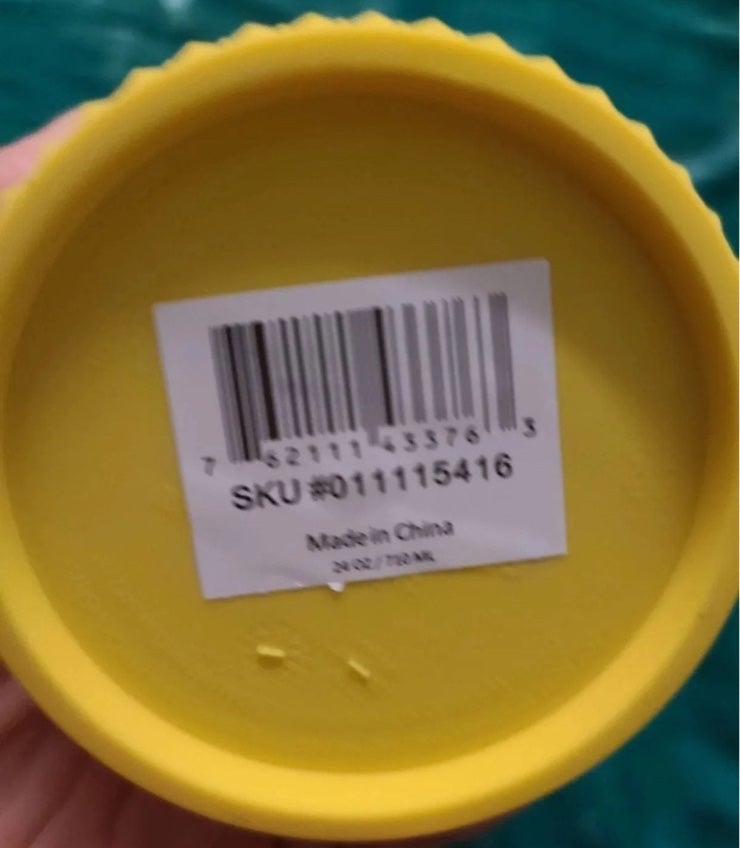 7 62111 43376 3
SKU #011115416
Made in China
24 OZ / 710 ML